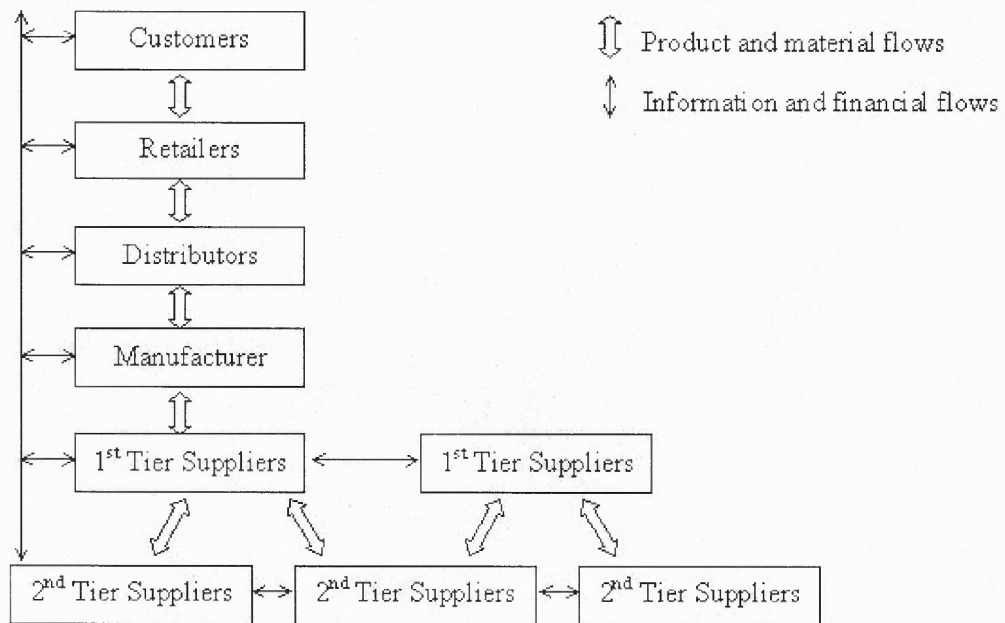 Customers
Product and material flows
Information and financial flows
Retailers
Distributors
Manufacturer
1st Tier Suppliers
1st Tier Suppliers
2nd Tier Suppliers
2nd Tier Suppliers
2nd Tier Suppliers